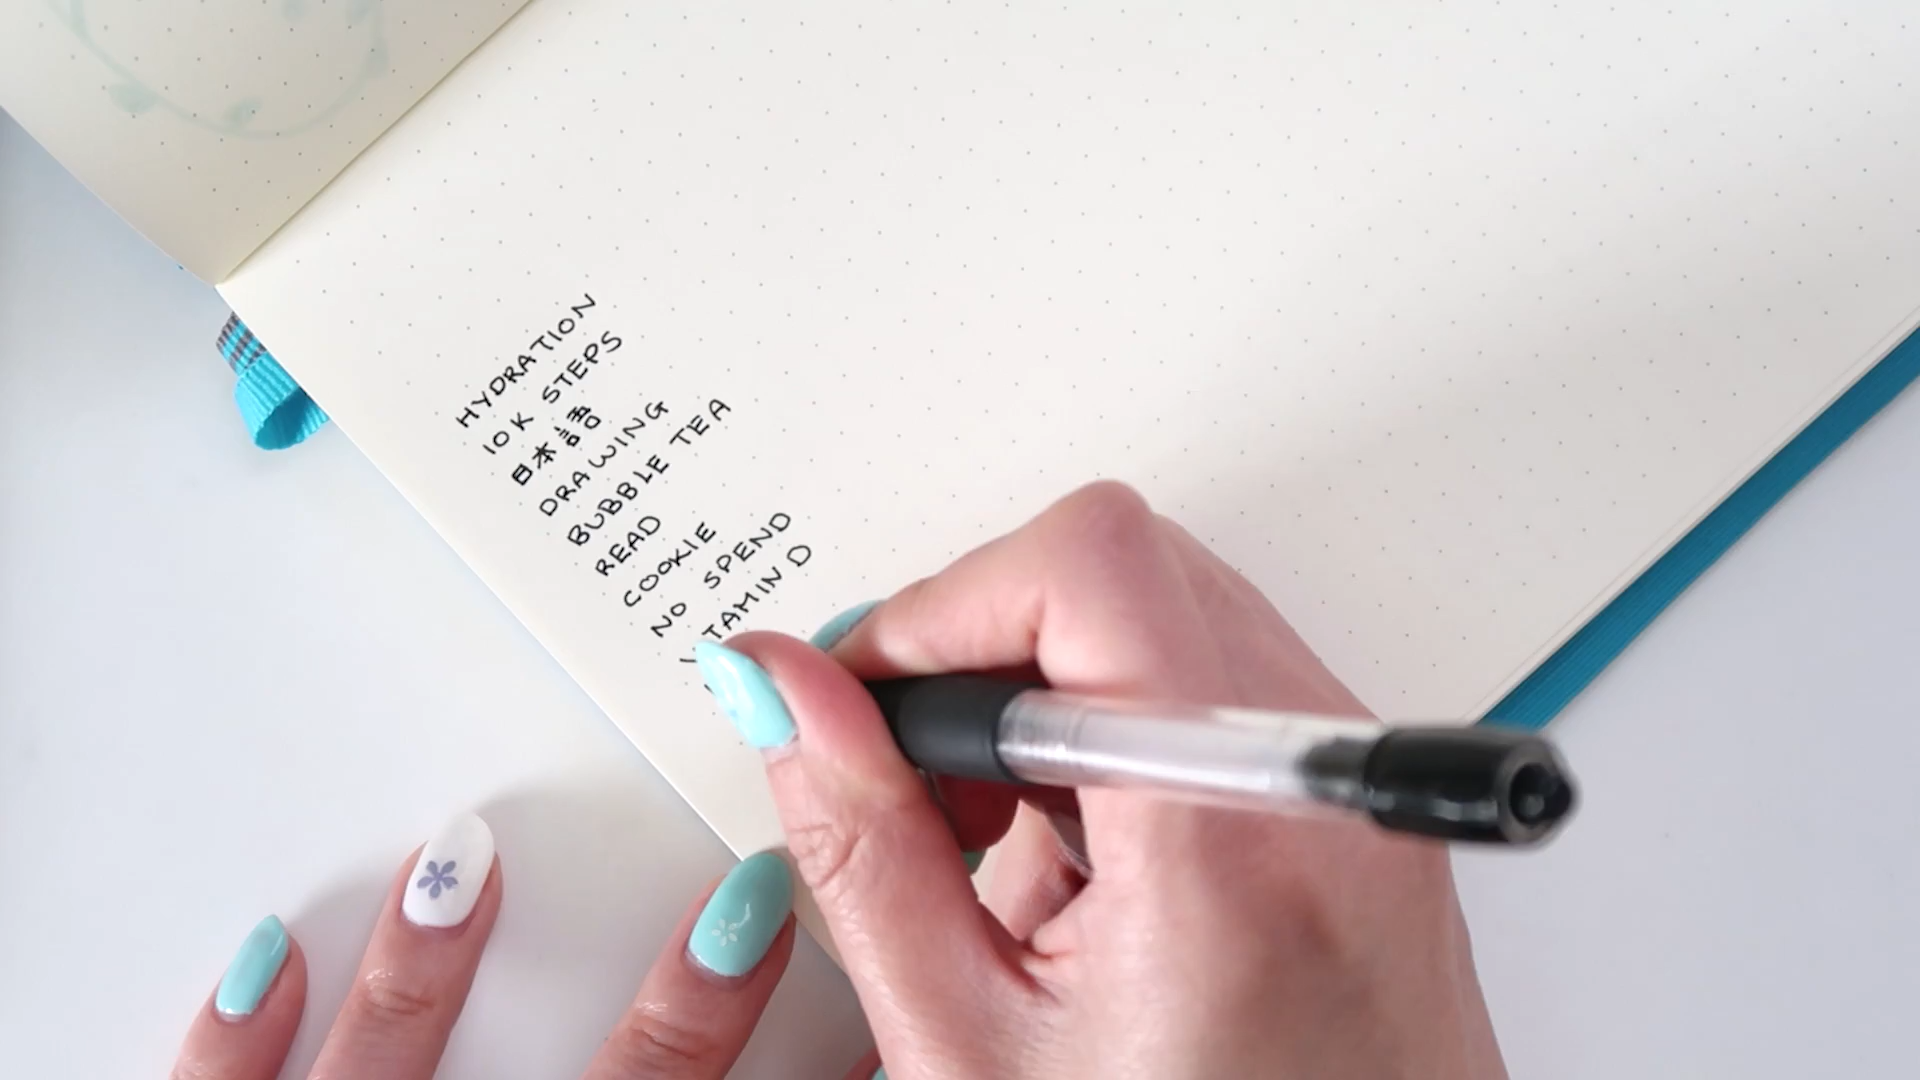 HYDRATION
10K STEPS
日本語
DRAWING
BUBBLE TEA
READ
COOKIE
NO SPEND
VITAMIN D